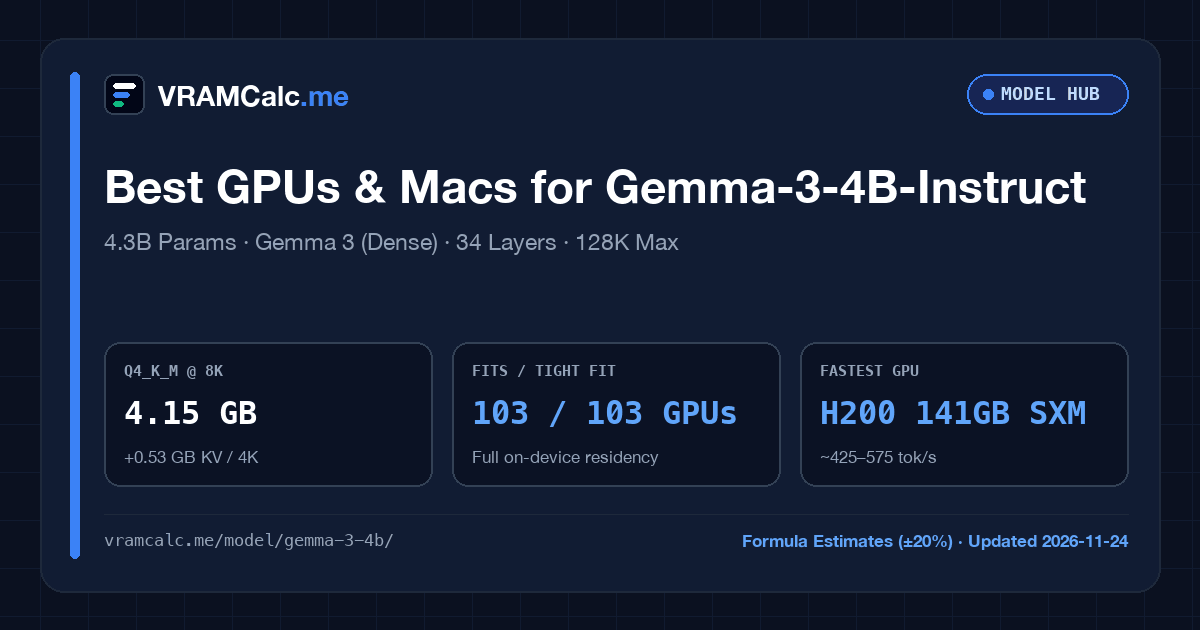 VRAMCalc.me
MODEL HUB
Best GPUs & Macs for Gemma-3-4B-Instruct
4.3B Params · Gemma 3 (Dense) · 34 Layers · 128K Max
Q4_K_M @ 8K
4.15 GB
+0.53 GB KV / 4K
FITS / TIGHT FIT
103 / 103 GPUs
Full on-device residency
FASTEST GPU
H200 141GB SXM
~425–575 tok/s
vramcalc.me/model/gemma-3-4b/
Formula Estimates (±20%) · Updated 2026-11-24